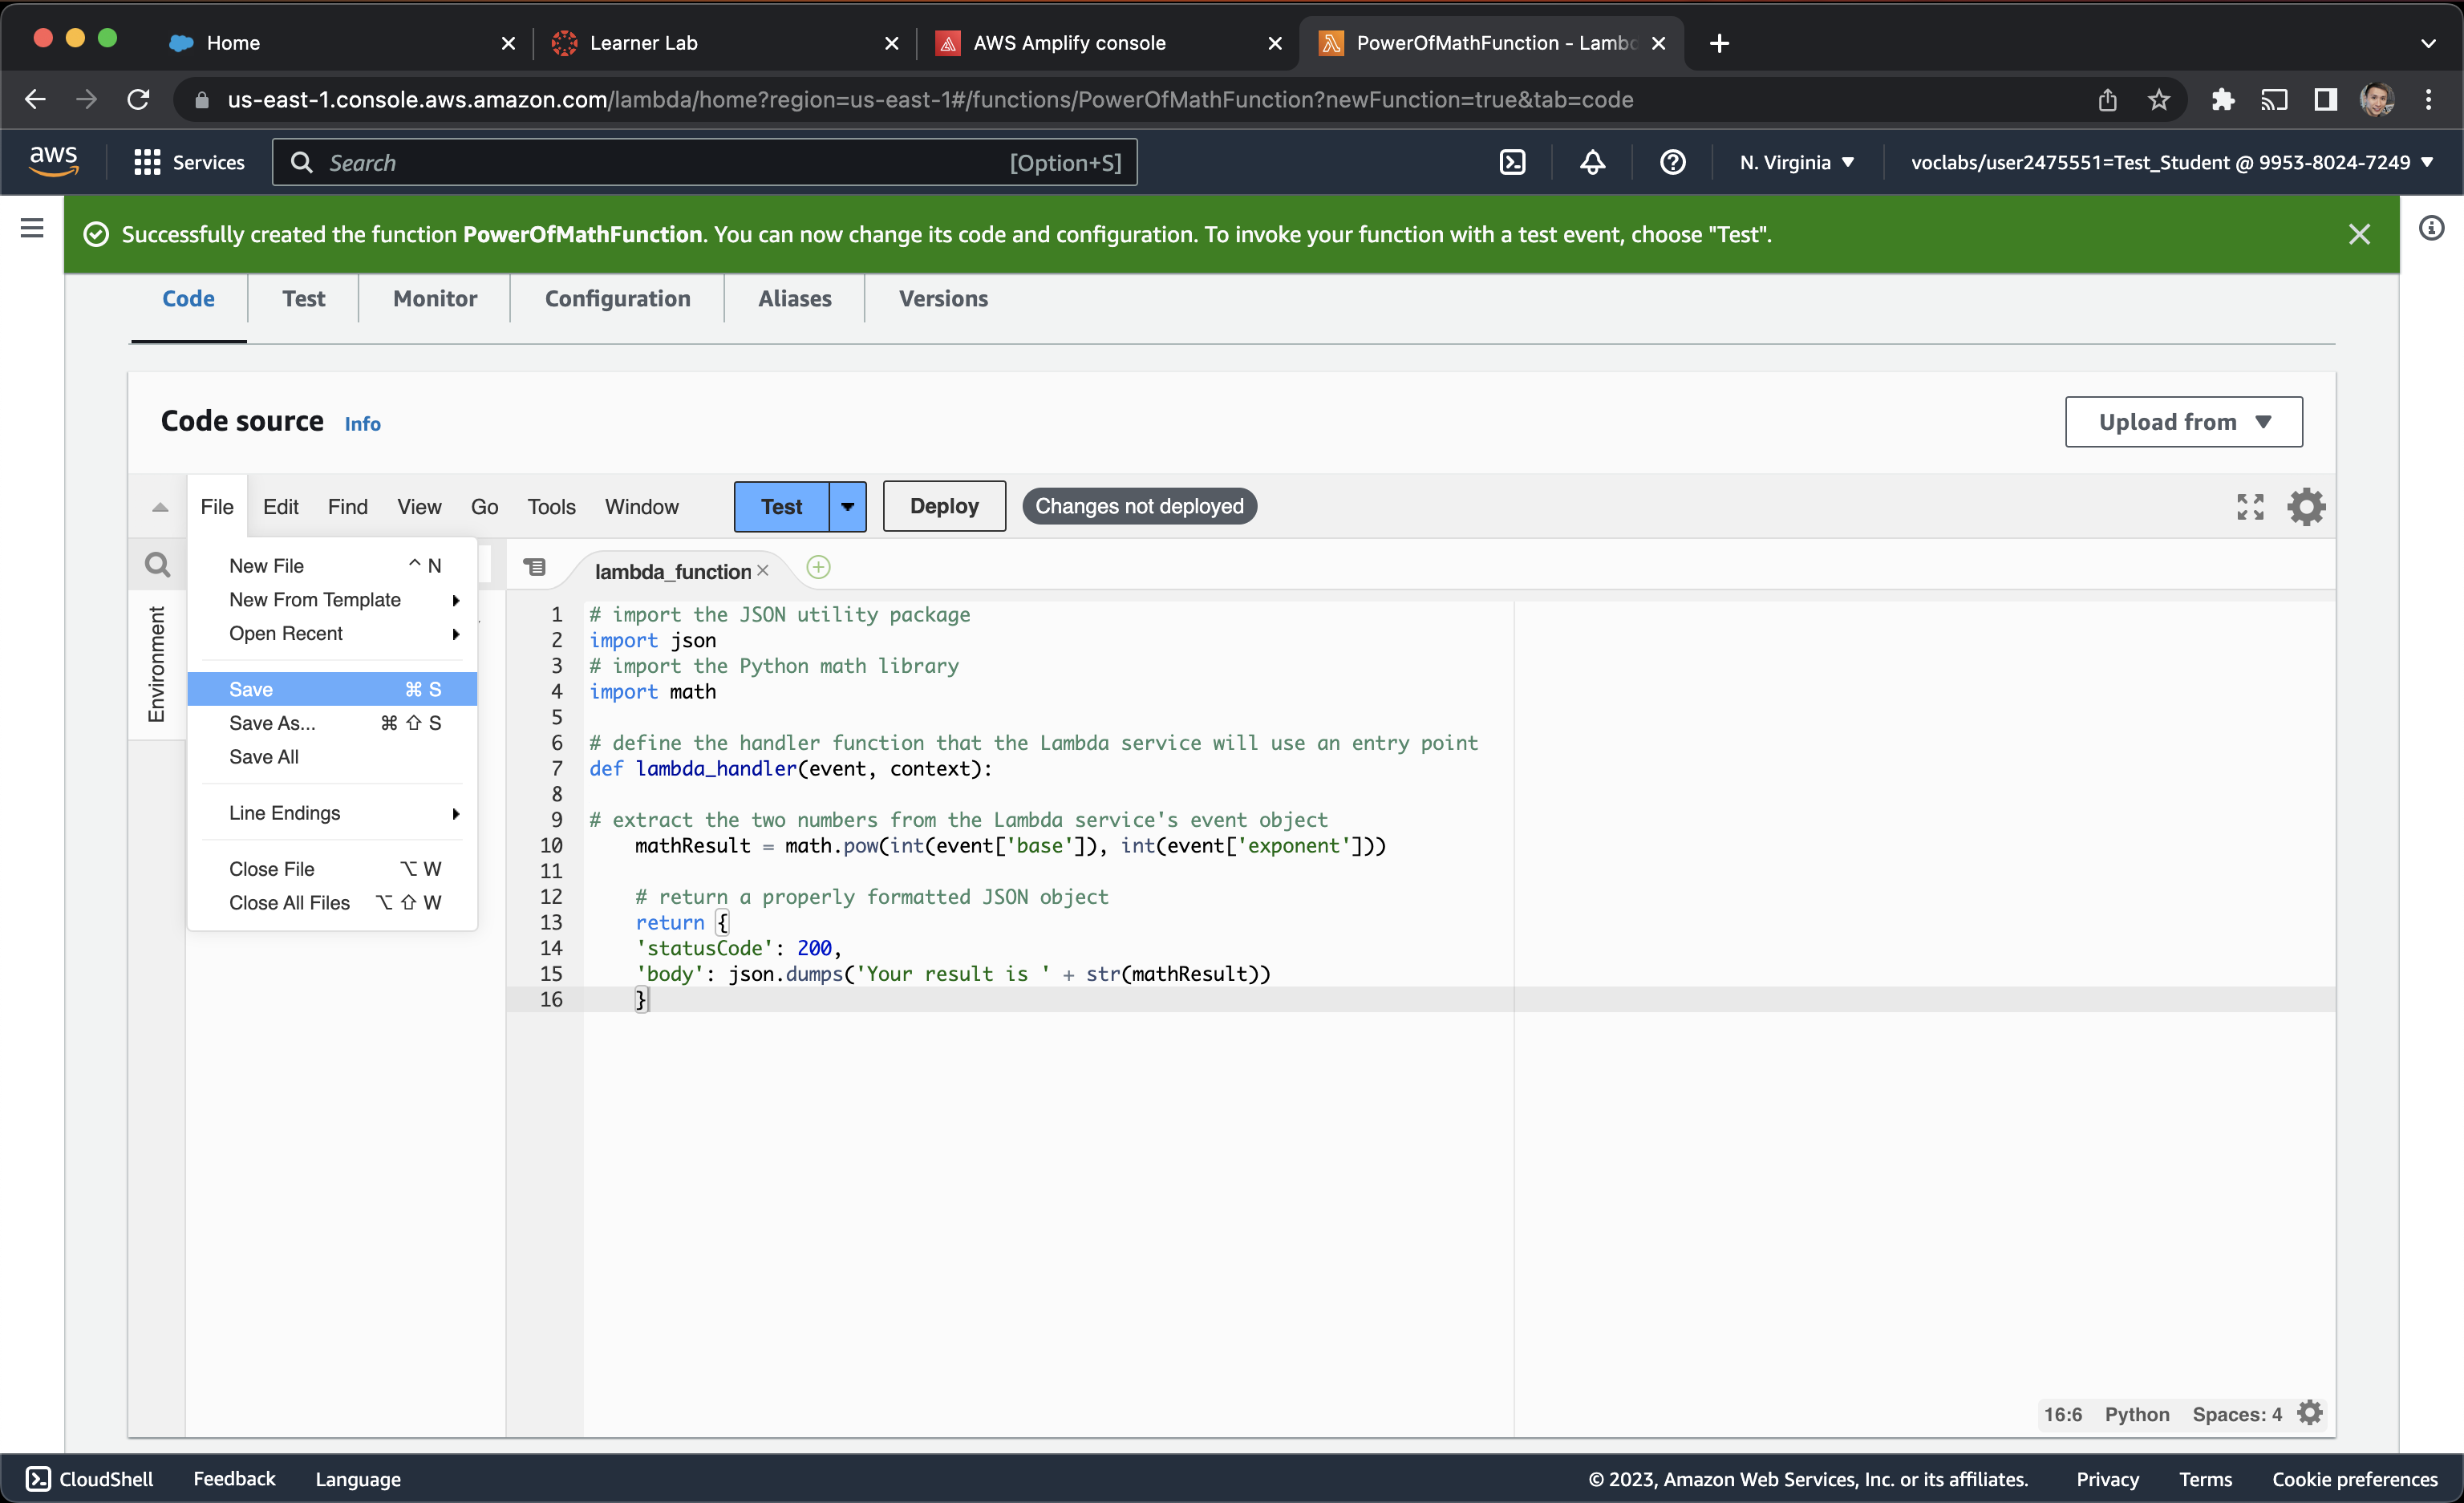 Home
Learner Lab
AWS Amplify console
PowerOfMathFunction - Lambd
us-east-1.console.aws.amazon.com/lambda/home?region=us-east-1#/functions/PowerOfMathFunction?newFunction=true&tab=code
aws
Services
Search
[Option+S]
N. Virginia
voclabs/user2475551=Test_Student @ 9953-8024-7249
Successfully created the function PowerOfMathFunction. You can now change its code and configuration. To invoke your function with a test event, choose "Test".
Code
Test
Monitor
Configuration
Aliases
Versions
Code source Info
Upload from
File Edit Find View Go Tools Window
Test
Deploy
Changes not deployed
Environment
New File ^ N
New From Template
Open Recent
Save ⌘ S
Save As... ⌘ ⇧ S
Save All
Line Endings
Close File ⌥ W
Close All Files ⌥ ⇧ W
lambda_function
1 # import the JSON utility package
2 import json
3 # import the Python math library
4 import math
5
6 # define the handler function that the Lambda service will use an entry point
7 def lambda_handler(event, context):
8
9 # extract the two numbers from the Lambda service's event object
10     mathResult = math.pow(int(event['base']), int(event['exponent']))
11
12     # return a properly formatted JSON object
13     return {
14     'statusCode': 200,
15     'body': json.dumps('Your result is ' + str(mathResult))
16     }
16:6 Python Spaces: 4
CloudShell
Feedback
Language
© 2023, Amazon Web Services, Inc. or its affiliates.
Privacy
Terms
Cookie preferences